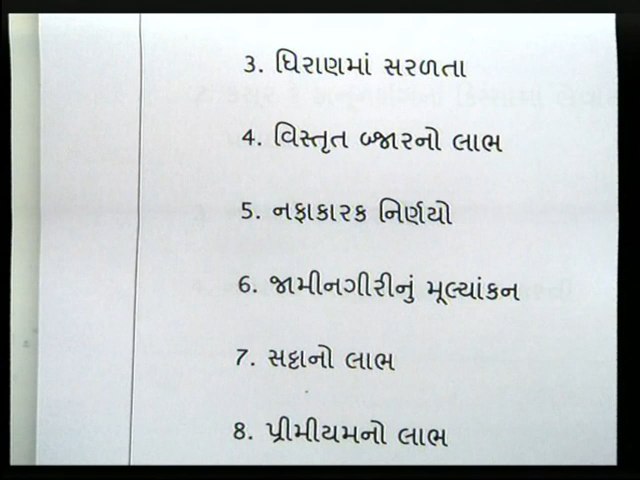 3. ધિરાણમાં સરળતા
4. વિસ્તૃત બજારનો લાભ
5. નફાકારક નિર્ણયો
6. જામીનગીરીનું મૂલ્યાંકન
7. સટ્ટાનો લાભ
8. પ્રીમીયમનો લાભ